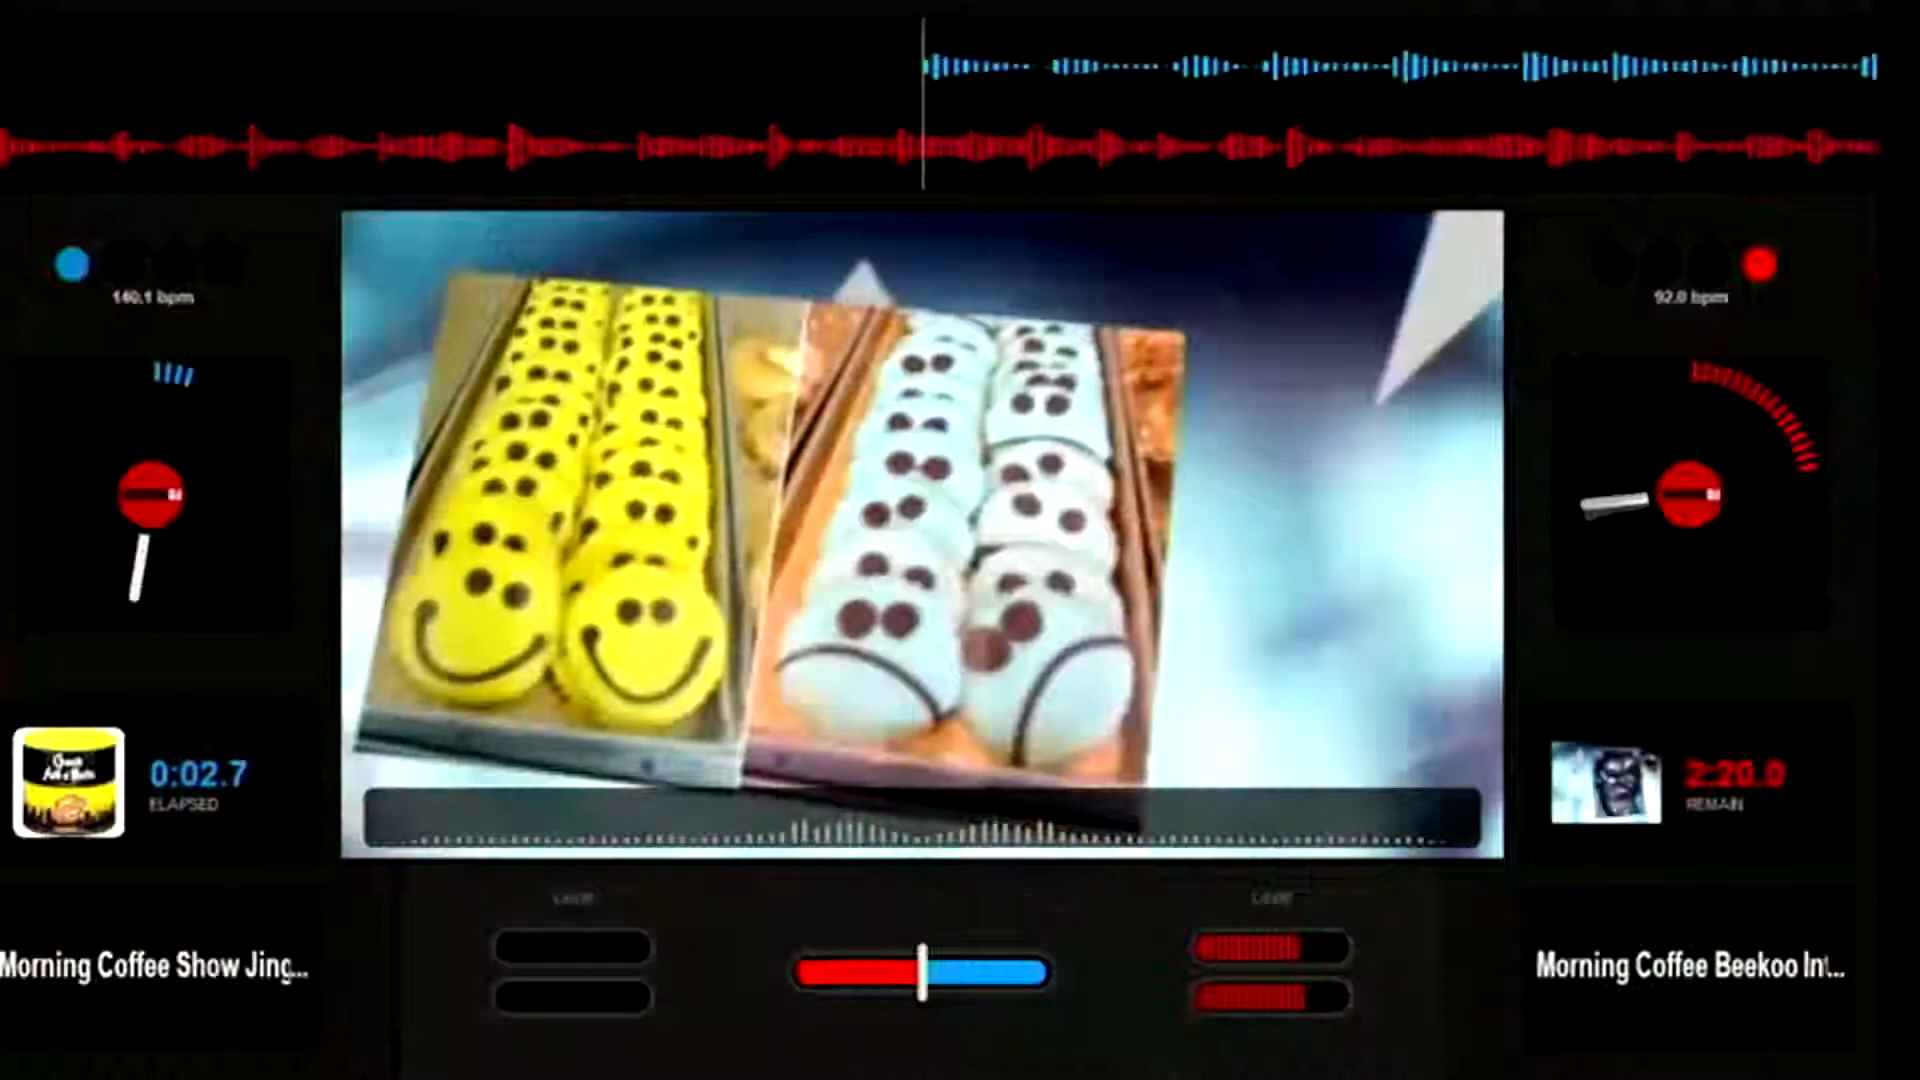 140.1 bpm
92.0 bpm
0:02.7
ELAPSED
2:20.0
REMAIN
Morning Coffee Show Jing...
Morning Coffee Beekoo In...